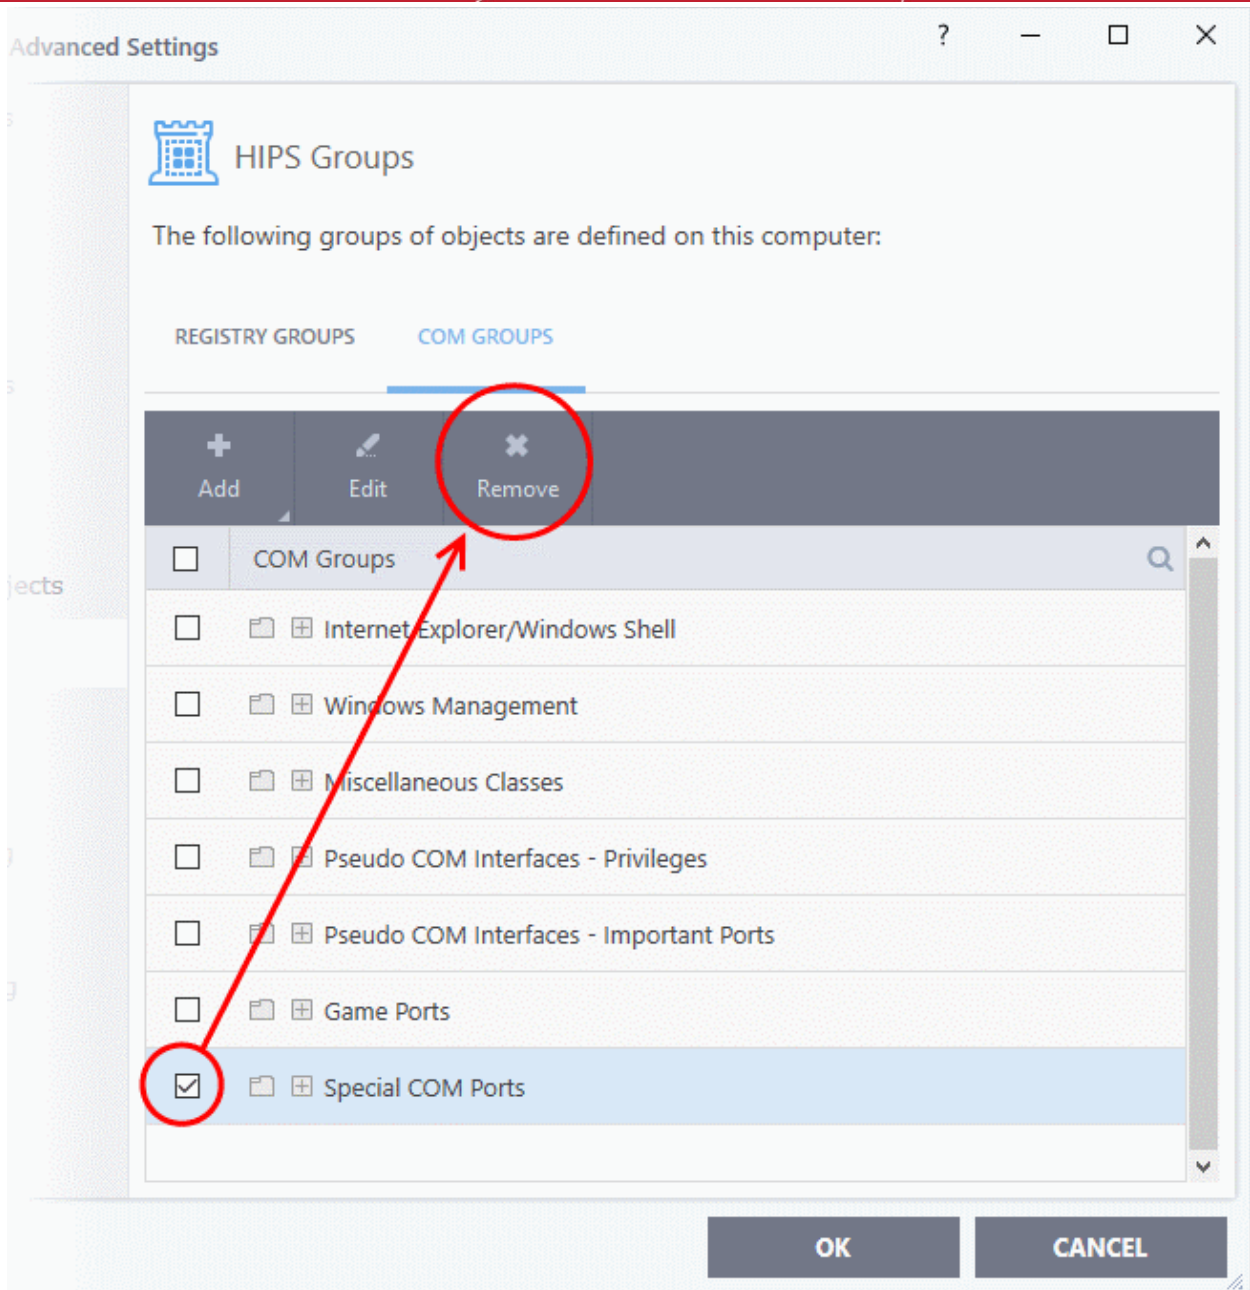 Advanced Settings
?
HIPS Groups
The following groups of objects are defined on this computer:
REGISTRY GROUPS COM GROUPS
Add Edit Remove
COM Groups
jects
Internet Explorer/Windows Shell
Windows Management
Miscellaneous Classes
Pseudo COM Interfaces - Privileges
Pseudo COM Interfaces - Important Ports
Game Ports
Special COM Ports
OK CANCEL